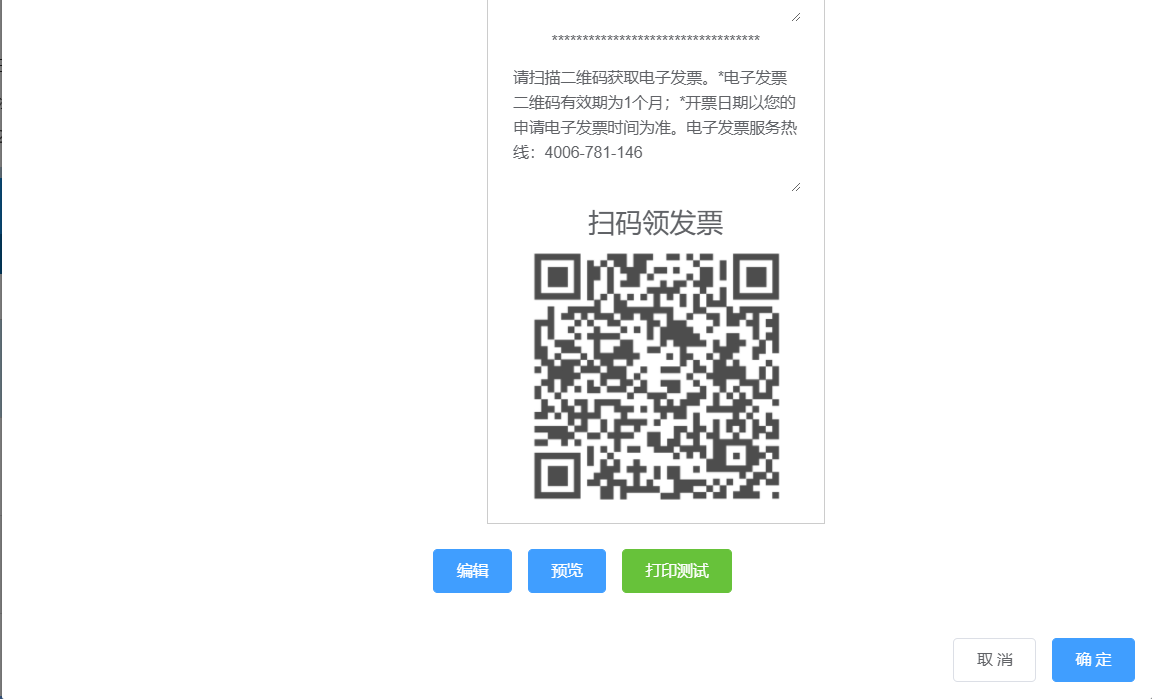 **********************************
请扫描二维码获取电子发票。*电子发票
二维码有效期为1个月；*开票日期以您的
申请电子发票时间为准。电子发票服务热
线：4006-781-146
扫码领发票
编辑 预览 打印测试
取消 确定